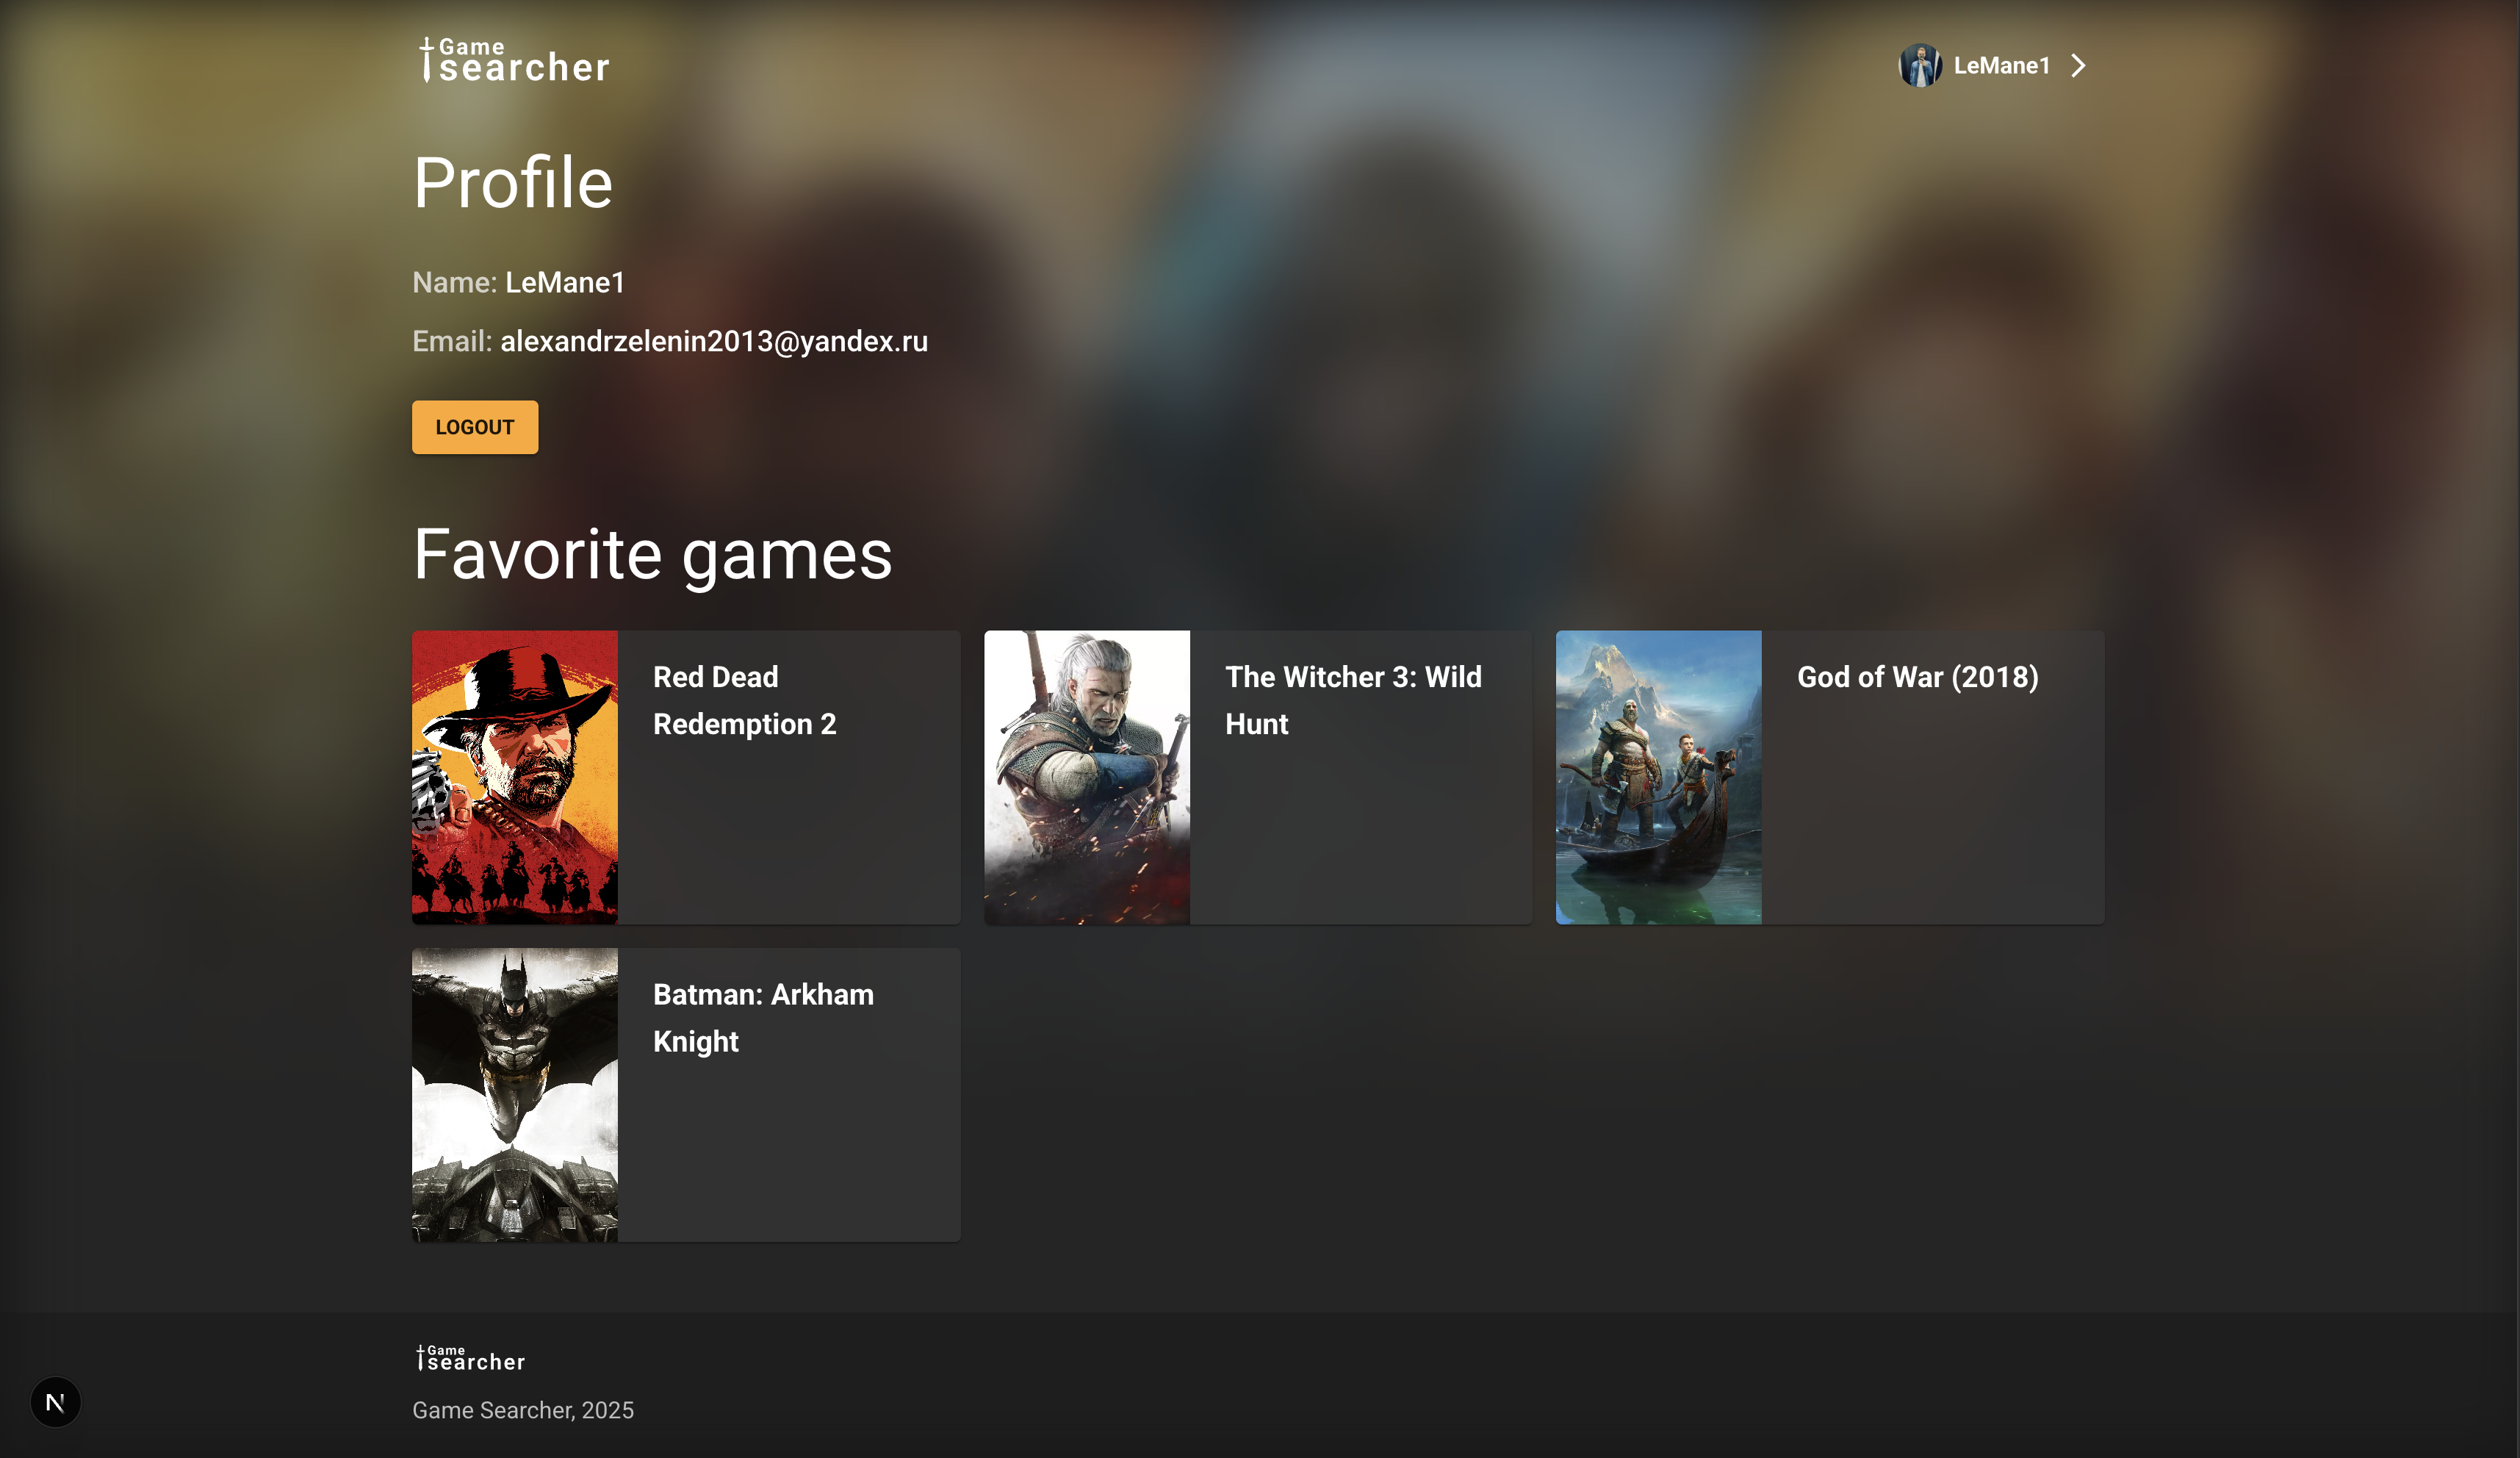 Game
searcher
LeMane1
Profile
Name: LeMane1
Email: alexandrzelenin2013@yandex.ru
LOGOUT
Favorite games
Red Dead
Redemption 2
The Witcher 3: Wild
Hunt
God of War (2018)
Batman: Arkham
Knight
Game
searcher
Game Searcher, 2025
N